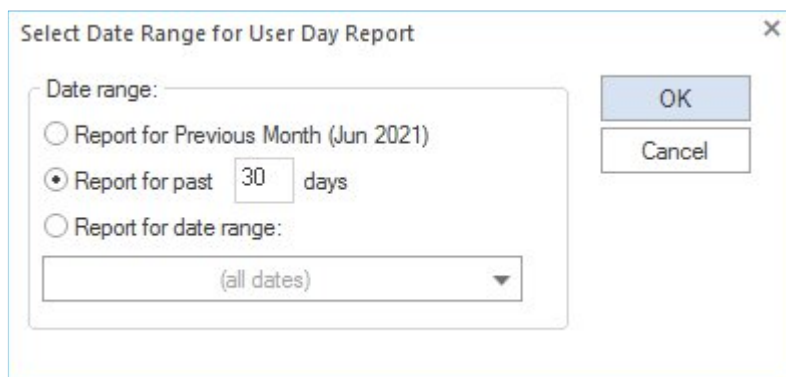 Select Date Range for User Day Report
Date range:
OK
Report for Previous Month (Jun 2021)
Cancel
Report for past 30 days
Report for date range:
(all dates)